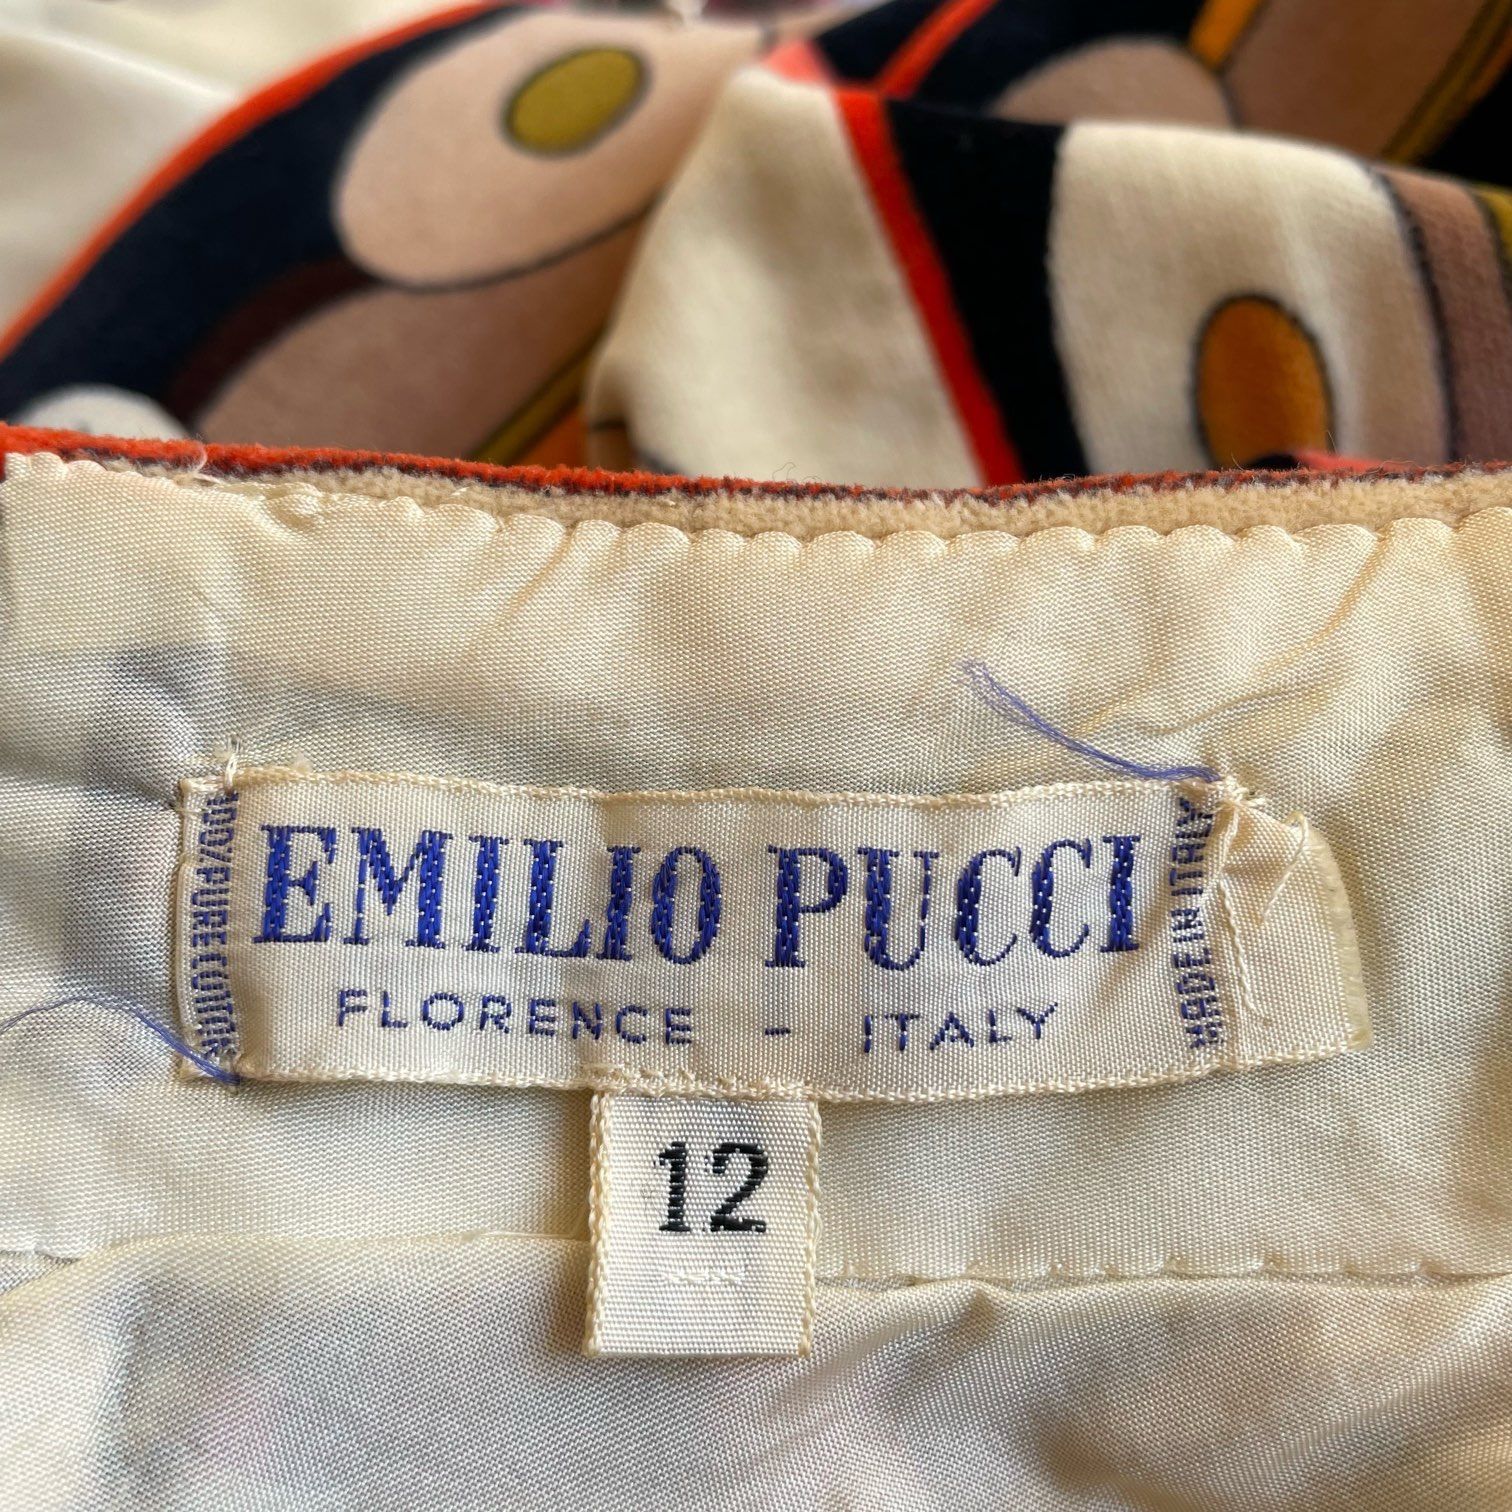 EMILIO PUCCI
FLORENCE - ITALY
100% PURE COTTON
MADE IN ITALY
12